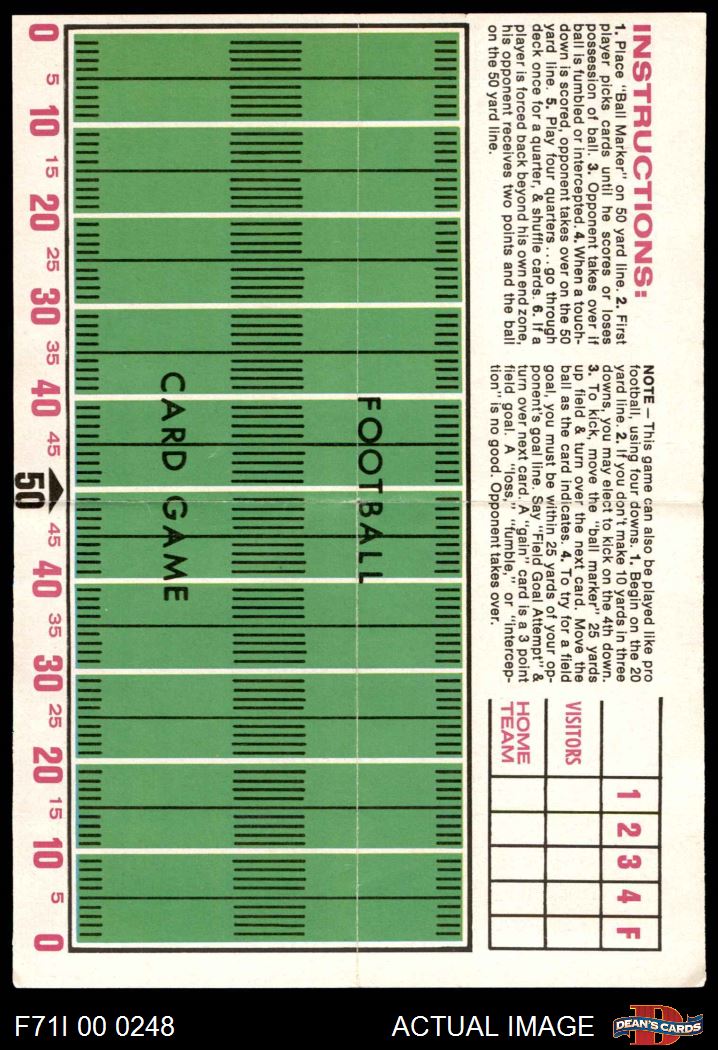 INSTRUCTIONS:
1. Place "Ball Marker" on 50 yard line. 2. First
player picks cards until he scores or loses
possession of ball. 3. Opponent takes over if
ball is fumbled or intercepted. 4. When a touch-
down is scored, opponent takes over on the 50
yard line. 5. Play four quarters... go through
deck once for a quarter, & shuffle cards. 6. If a
player is forced back beyond his own end zone,
his opponent receives two points and the ball
on the 50 yard line.
NOTE — This game can also be played like pro
football, using four downs. 1. Begin on the 20
yard line. 2. If you don't make 10 yards in three
downs, you may elect to kick on the 4th down.
3. To kick, move the "ball marker" 25 yards
up field & turn over the next card. Move the
ball as the card indicates. 4. To try for a field
goal, you must be within 25 yards of your op-
ponent's goal line. Say "Field Goal Attempt" &
turn over next card. A "gain" card is a 3 point
field goal. A "loss," "fumble," or "intercep-
tion" is no good. Opponent takes over.
1 2 3 4 F
VISITORS
HOME
TEAM
FOOTBALL
CARD GAME
0 5 10 15 20 25 30 35 40 45 50 45 40 35 30 25 20 15 10 5 0
F71I 00 0248
ACTUAL IMAGE
D
DEAN'S CARDS